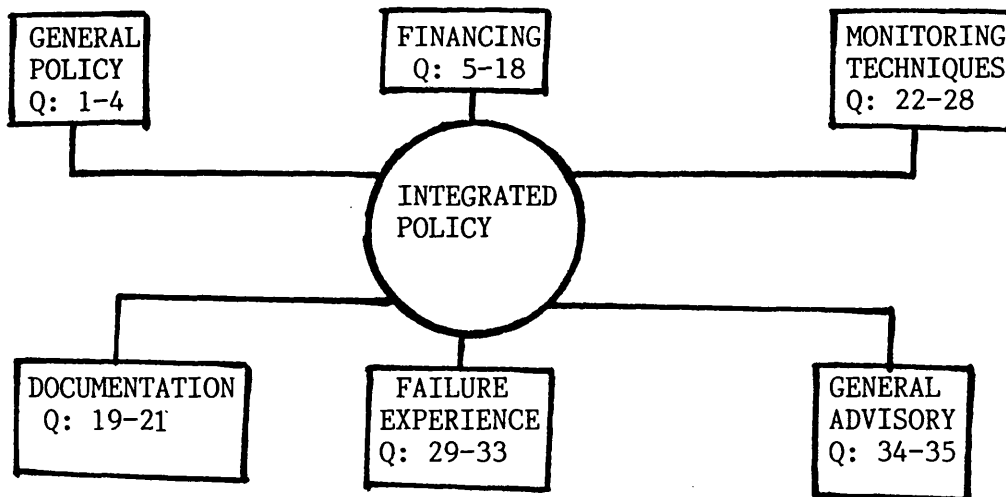 GENERAL
POLICY
Q: 1-4
FINANCING
Q: 5-18
MONITORING
TECHNIQUES
Q: 22-28
INTEGRATED
POLICY
DOCUMENTATION
Q: 19-21
FAILURE
EXPERIENCE
Q: 29-33
GENERAL
ADVISORY
Q: 34-35